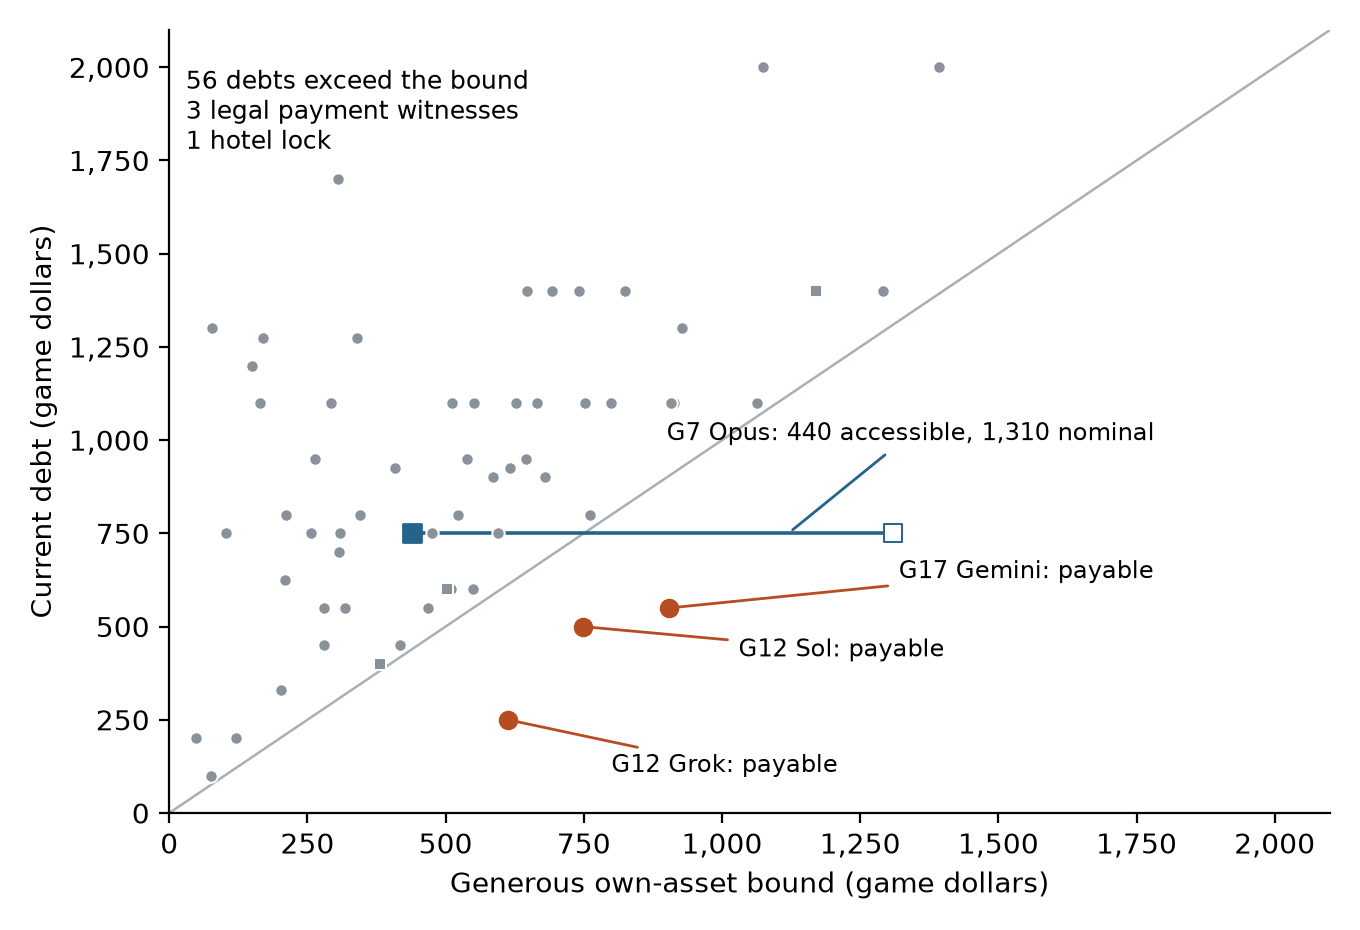 56 debts exceed the bound
3 legal payment witnesses
1 hotel lock
G7 Opus: 440 accessible, 1,310 nominal
G17 Gemini: payable
G12 Sol: payable
G12 Grok: payable
Current debt (game dollars)
2,000
1,750
1,500
1,250
1,000
750
500
250
0
0 250 500 750 1,000 1,250 1,500 1,750 2,000
Generous own-asset bound (game dollars)